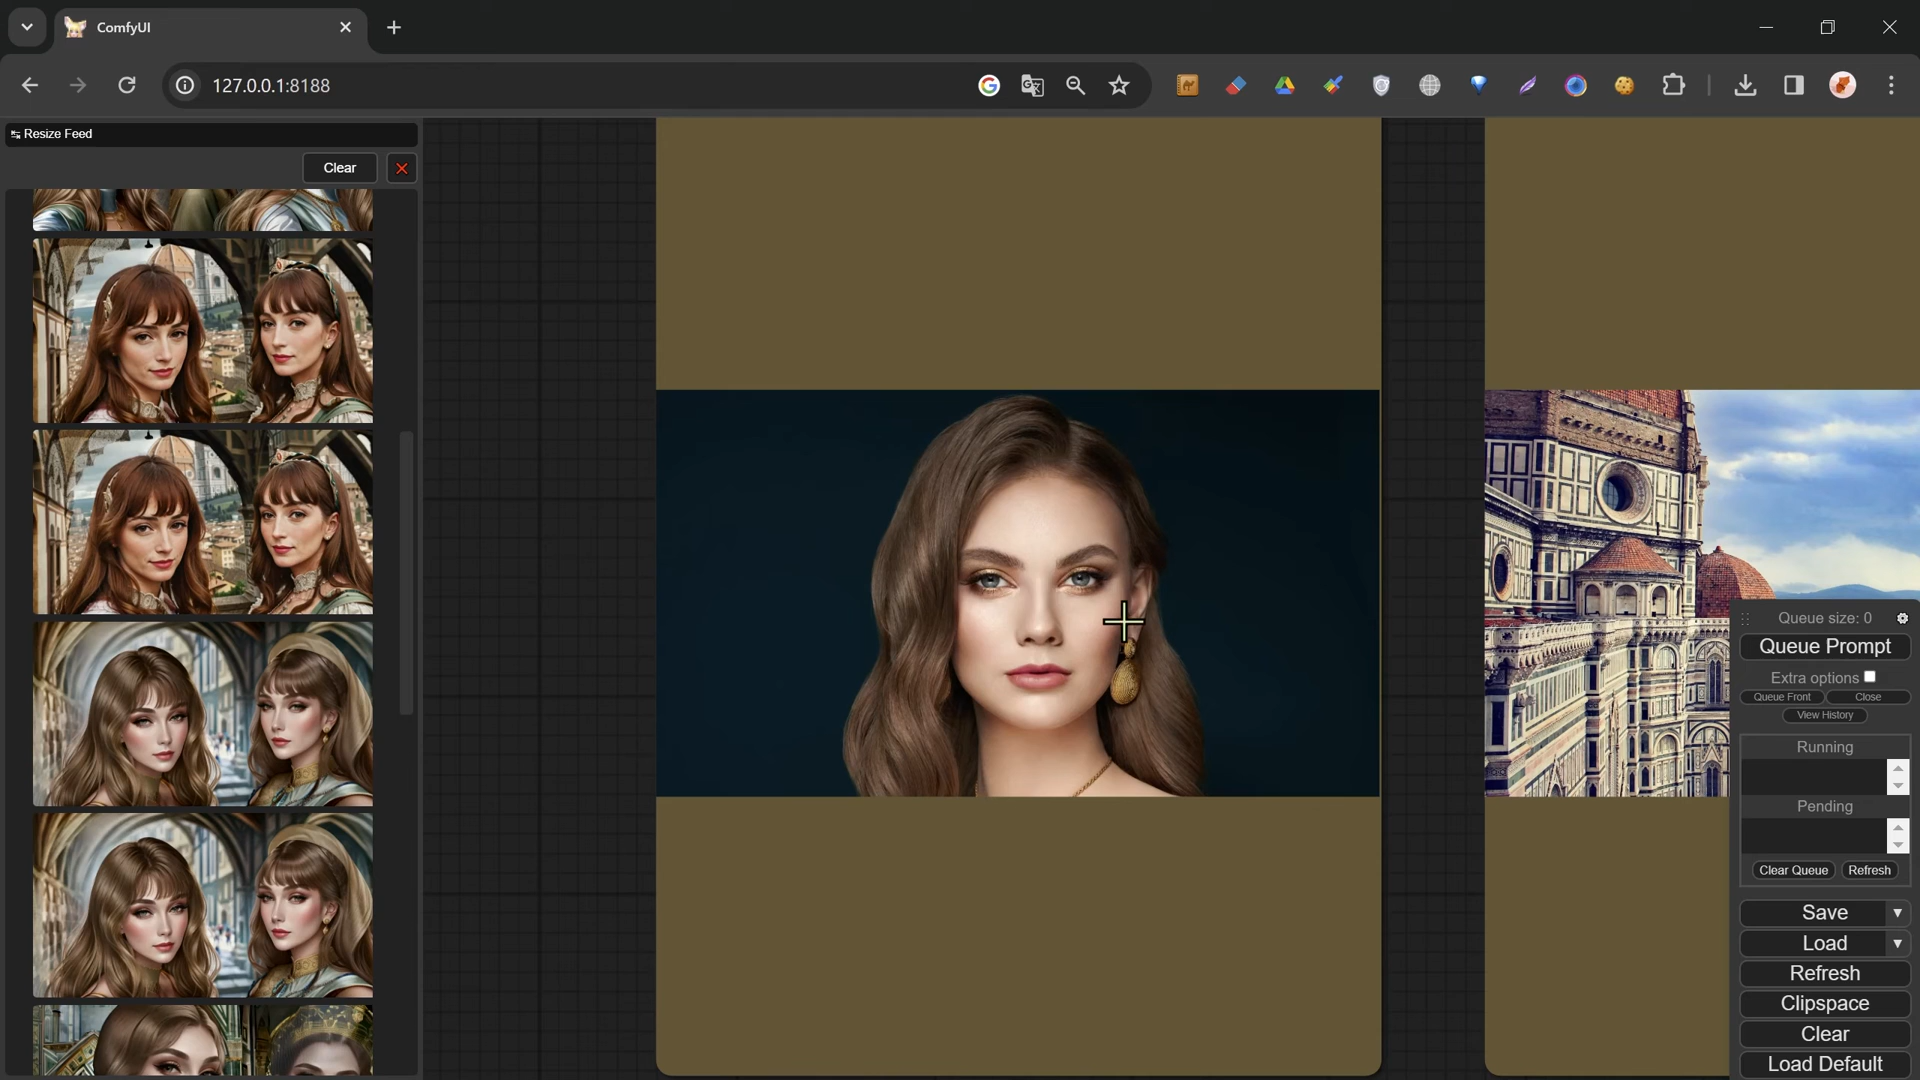 ComfyUI
127.0.0.1:8188
Resize Feed
Clear
Queue size: 0
Queue Prompt
Extra options
Queue Front
Close
View History
Running
Pending
Clear Queue
Refresh
Save
Load
Refresh
Clipspace
Clear
Load Default